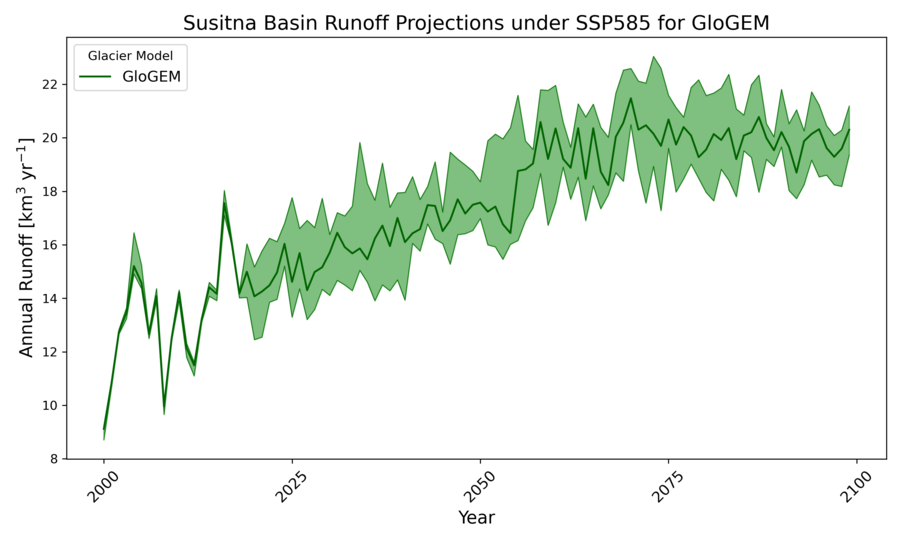 Susitna Basin Runoff Projections under SSP585 for GloGEM
Glacier Model
GloGEM
Annual Runoff [km³ yr⁻¹]
22
20
18
16
14
12
10
8
2000
2025
2050
2075
2100
Year